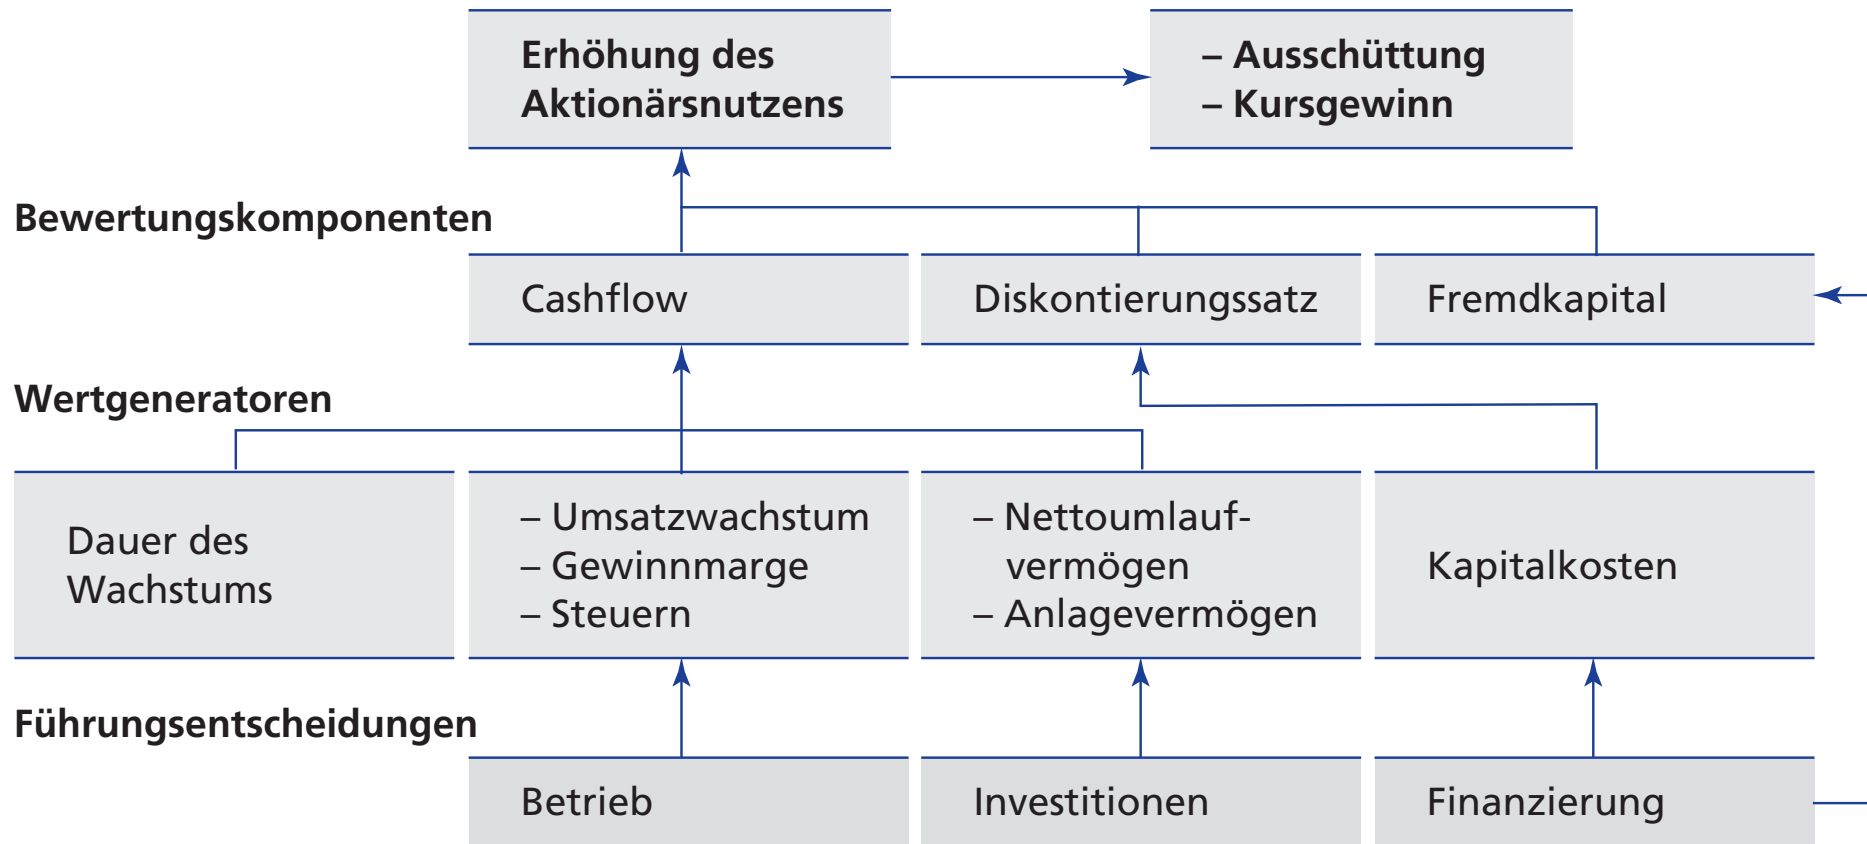 Erhöhung des
Aktionärsnutzens
– Ausschüttung
– Kursgewinn
Bewertungskomponenten
Cashflow
Diskontierungssatz
Fremdkapital
Wertgeneratoren
Dauer des
Wachstums
– Umsatzwachstum
– Gewinnmarge
– Steuern
– Nettoumlauf-
vermögen
– Anlagevermögen
Kapitalkosten
Führungsentscheidungen
Betrieb
Investitionen
Finanzierung